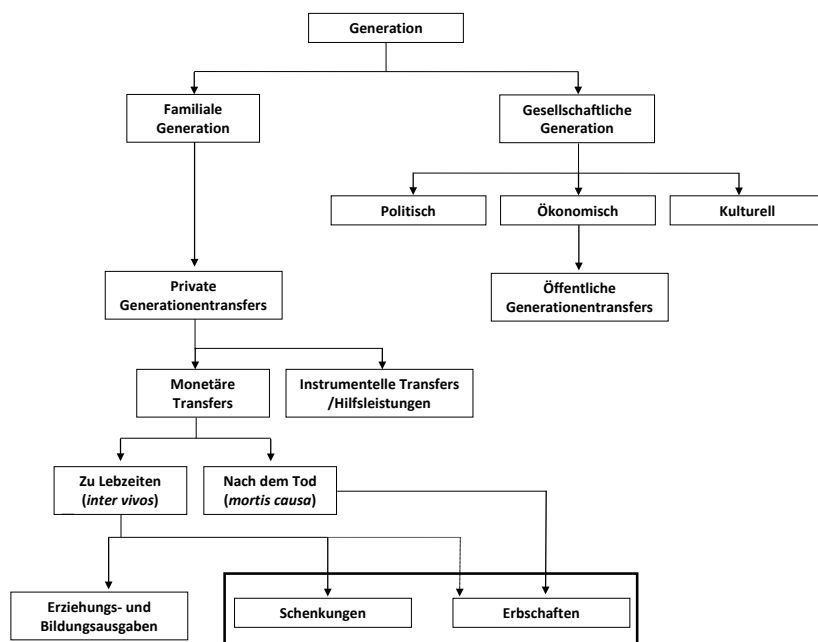 Generation
Familiale
Generation
Gesellschaftliche
Generation
Politisch
Ökonomisch
Kulturell
Private
Generationentransfers
Öffentliche
Generationentransfers
Monetäre
Transfers
Instrumentelle Transfers
/Hilfsleistungen
Zu Lebzeiten
(inter vivos)
Nach dem Tod
(mortis causa)
Erziehungs- und
Bildungsausgaben
Schenkungen
Erbschaften